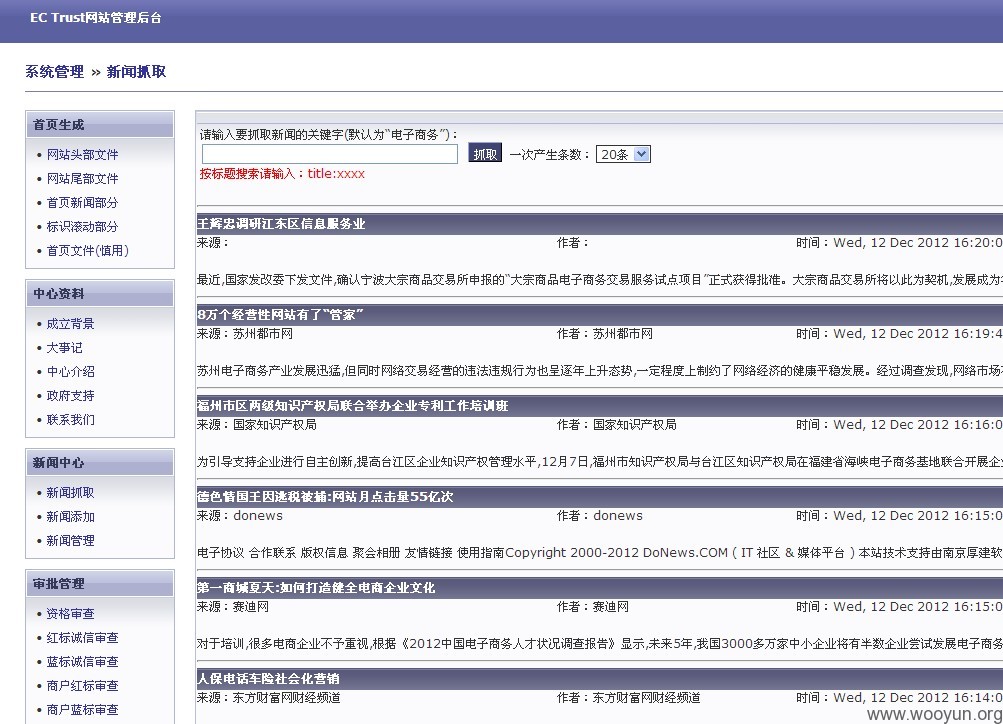 EC Trust网站管理后台
系统管理 » 新闻抓取
首页生成
• 网站头部文件
• 网站尾部文件
• 首页新闻部分
• 标识滚动部分
• 首页文件(慎用)
中心资料
• 成立背景
• 大事记
• 中心介绍
• 政府支持
• 联系我们
新闻中心
• 新闻抓取
• 新闻添加
• 新闻管理
审批管理
• 资格审查
• 红标诚信审查
• 蓝标诚信审查
• 商户红标审查
• 商户蓝标审查
请输入要抓取新闻的关键字(默认为“电子商务”)：
抓取 一次产生条数： 20条
按标题搜索请输入：title:xxxx
王辉忠调研江东区信息服务业
来源： 作者： 时间：Wed, 12 Dec 2012 16:20:0
最近,国家发改委下发文件,确认宁波大宗商品交易所申报的“大宗商品电子商务交易服务试点项目”正式获得批准。大宗商品交易所将以此为契机,发展成为
8万个经营性网站有了“管家”
来源：苏州都市网 作者：苏州都市网 时间：Wed, 12 Dec 2012 16:19:4
苏州电子商务产业发展迅猛,但同时网络交易经营的违法违规行为也呈逐年上升态势,一定程度上制约了网络经济的健康平稳发展。经过调查发现,网络市场
福州市区两级知识产权局联合举办企业专利工作培训班
来源：国家知识产权局 作者：国家知识产权局 时间：Wed, 12 Dec 2012 16:16:0
为引导支持企业进行自主创新,提高台江区企业知识产权管理水平,12月7日,福州市知识产权局与台江区知识产权局在福建省海峡电子商务基地联合开展企
德色情国王因逃税被捕:网站月点击量55亿次
来源：donews 作者：donews 时间：Wed, 12 Dec 2012 16:15:0
电子协议 合作联系 版权信息 聚会相册 友情链接 使用指南Copyright 2000-2012 DoNews.COM ( IT 社区 & 媒体平台 ) 本站技术支持由南京厚建软
第一商城夏天:如何打造健全电商企业文化
来源：赛迪网 作者：赛迪网 时间：Wed, 12 Dec 2012 16:15:0
对于培训,很多电商企业不予重视,根据《2012中国电子商务人才状况调查报告》显示,未来5年,我国3000多万家中小企业将有半数企业尝试发展电子商务
人保电话车险社会化营销
来源：东方财富网财经频道 作者：东方财富网财经频道 时间：Wed, 12 Dec 2012 16:14:0
www.wooyun.org